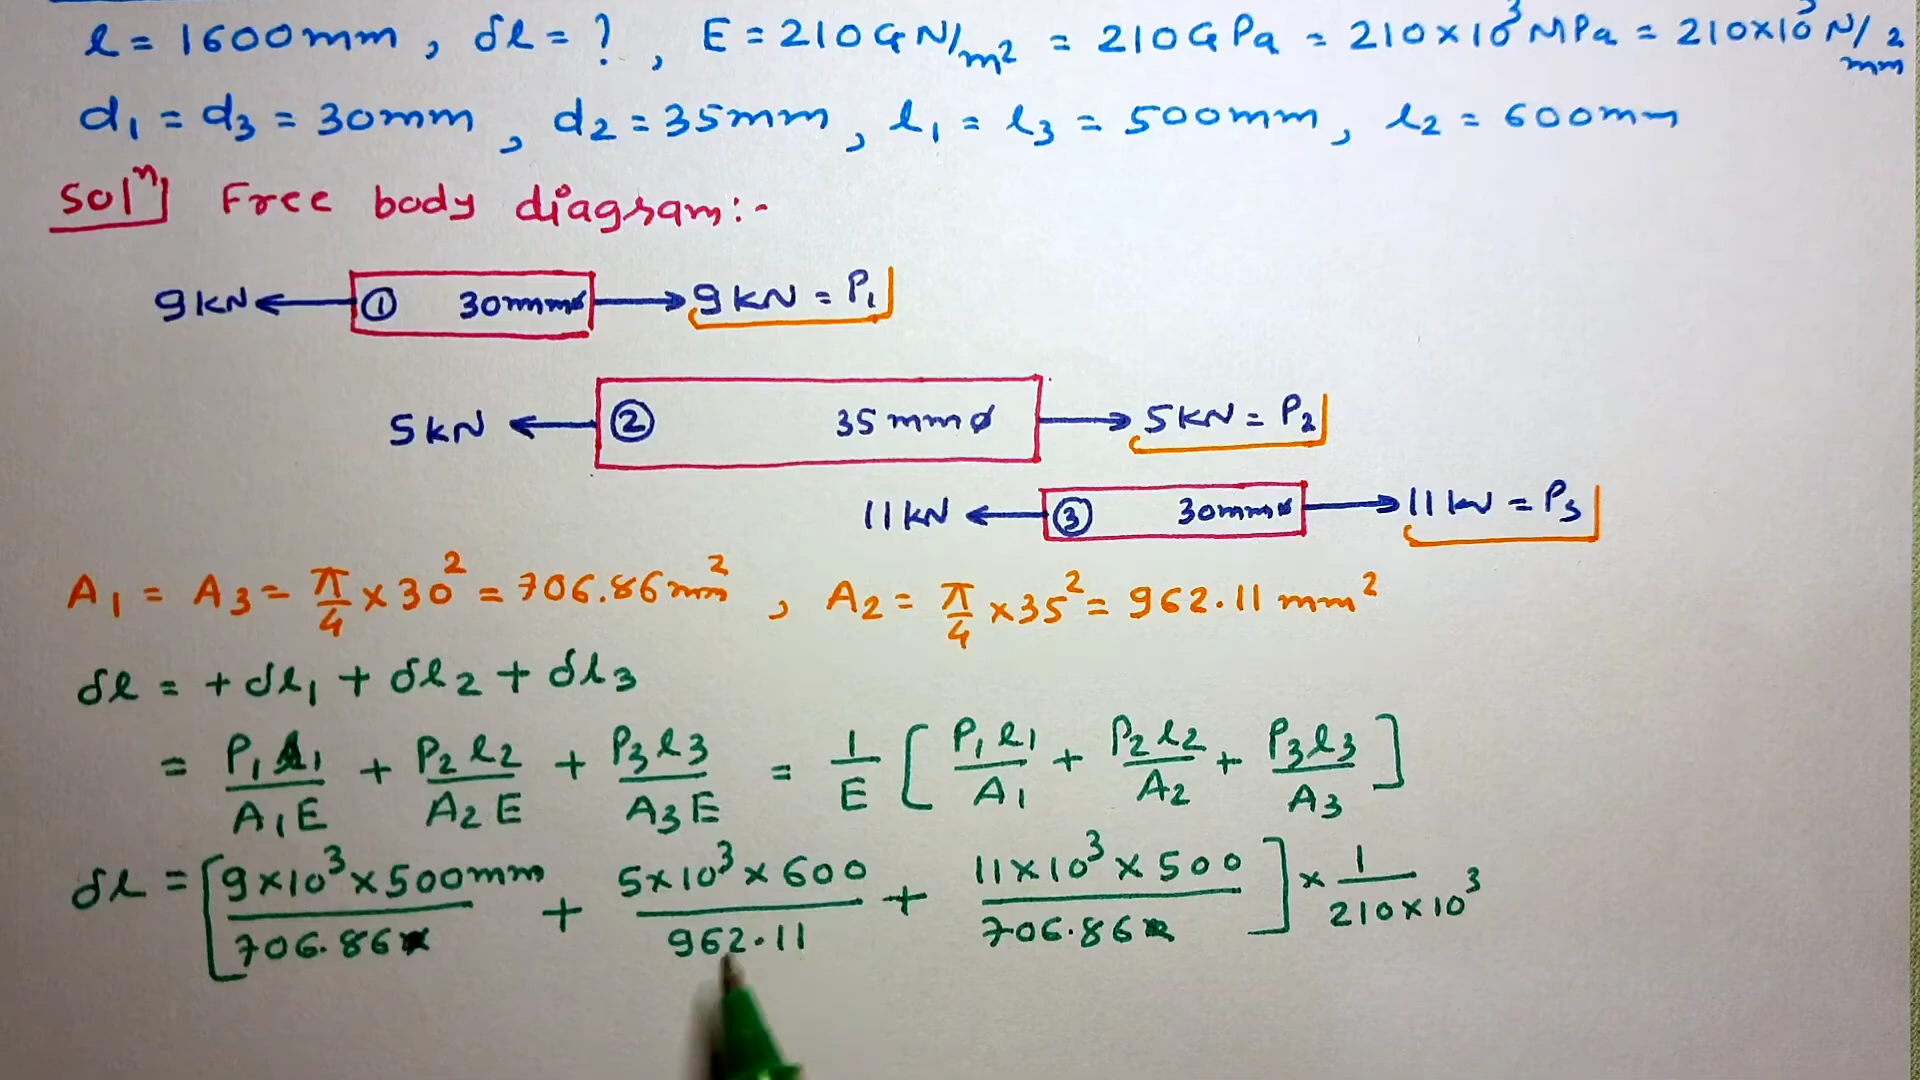 l = 1600mm, δl = ?, E = 210GN/m² = 210GPa = 210×10³ MPa = 210×10³ N/mm²
d₁ = d₃ = 30mm, d₂ = 35mm, l₁ = l₃ = 500mm, l₂ = 600mm
Solⁿ] Free body diagram:-
9kN ① 30mmø 9kN = P₁
5kN ② 35mmø 5kN = P₂
11kN ③ 30mmø 11kN = P₃
A₁ = A₃ = π/4 × 30² = 706.86mm², A₂ = π/4 × 35² = 962.11mm²
δl = +δl₁ + δl₂ + δl₃
= P₁l₁/A₁E + P₂l₂/A₂E + P₃l₃/A₃E = 1/E [P₁l₁/A₁ + P₂l₂/A₂ + P₃l₃/A₃]
δl = [9×10³×500mm/706.86 + 5×10³×600/962.11 + 11×10³×500/706.86] × 1/210×10³